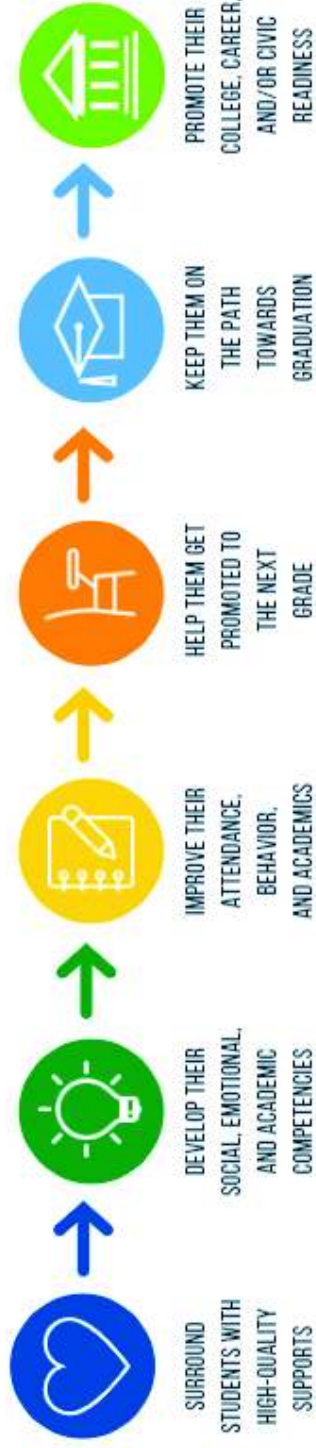 SURROUND
STUDENTS WITH
HIGH-QUALITY
SUPPORTS
DEVELOP THEIR
SOCIAL, EMOTIONAL,
AND ACADEMIC
COMPETENCIES
IMPROVE THEIR
ATTENDANCE,
BEHAVIOR,
AND ACADEMICS
HELP THEM GET
PROMOTED TO
THE NEXT
GRADE
KEEP THEM ON
THE PATH
TOWARDS
GRADUATION
PROMOTE THEIR
COLLEGE, CAREER,
AND/OR CIVIC
READINESS